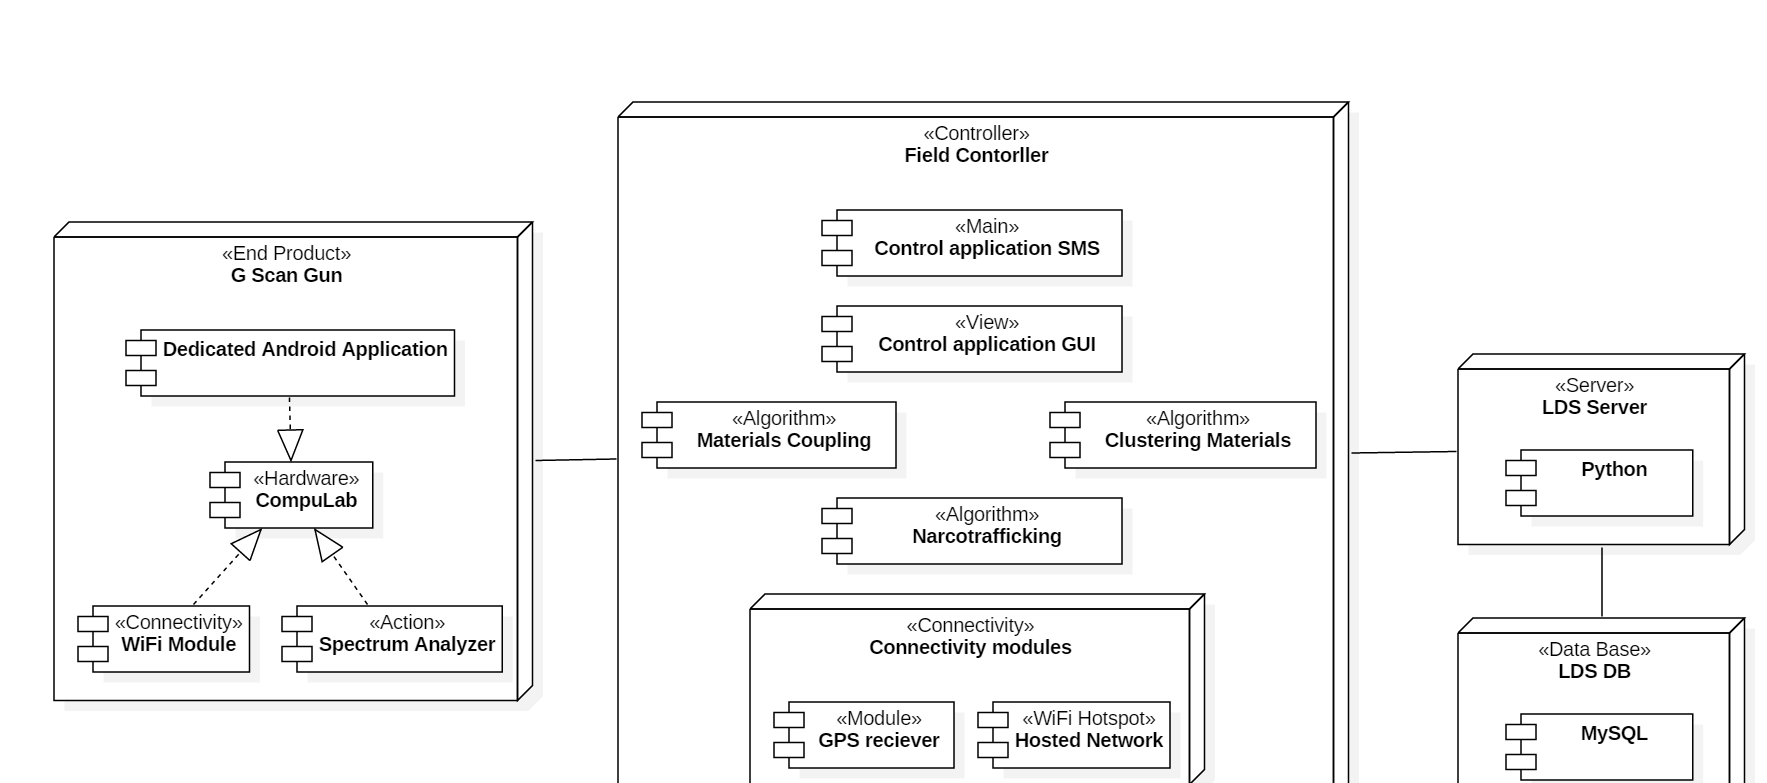 «Controller»
Field Contorller
«Main»
Control application SMS
«View»
Control application GUI
«Algorithm»
Materials Coupling
«Algorithm»
Clustering Materials
«Algorithm»
Narcotrafficking
«Connectivity»
Connectivity modules
«Module»
GPS reciever
«WiFi Hotspot»
Hosted Network
«End Product»
G Scan Gun
Dedicated Android Application
«Hardware»
CompuLab
«Connectivity»
WiFi Module
«Action»
Spectrum Analyzer
«Server»
LDS Server
Python
«Data Base»
LDS DB
MySQL